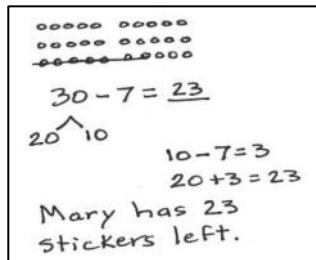 30 - 7 = 23
20 10
10 - 7 = 3
20 + 3 = 23
Mary has 23
stickers left.